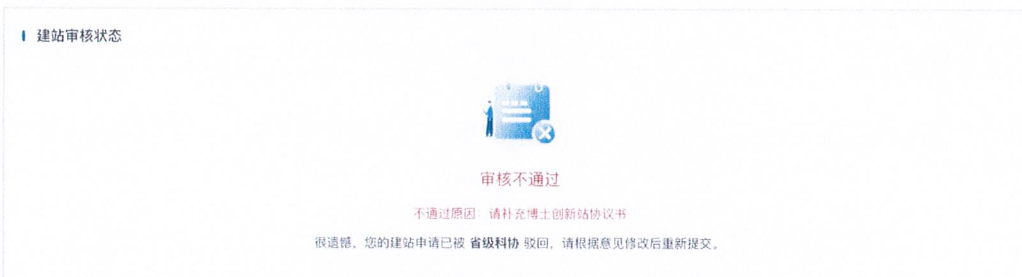 建站审核状态
审核不通过
不通过原因：请补充博士创新站协议书
很遗憾，您的建站申请已被 省级科协 驳回，请根据意见修改后重新提交。